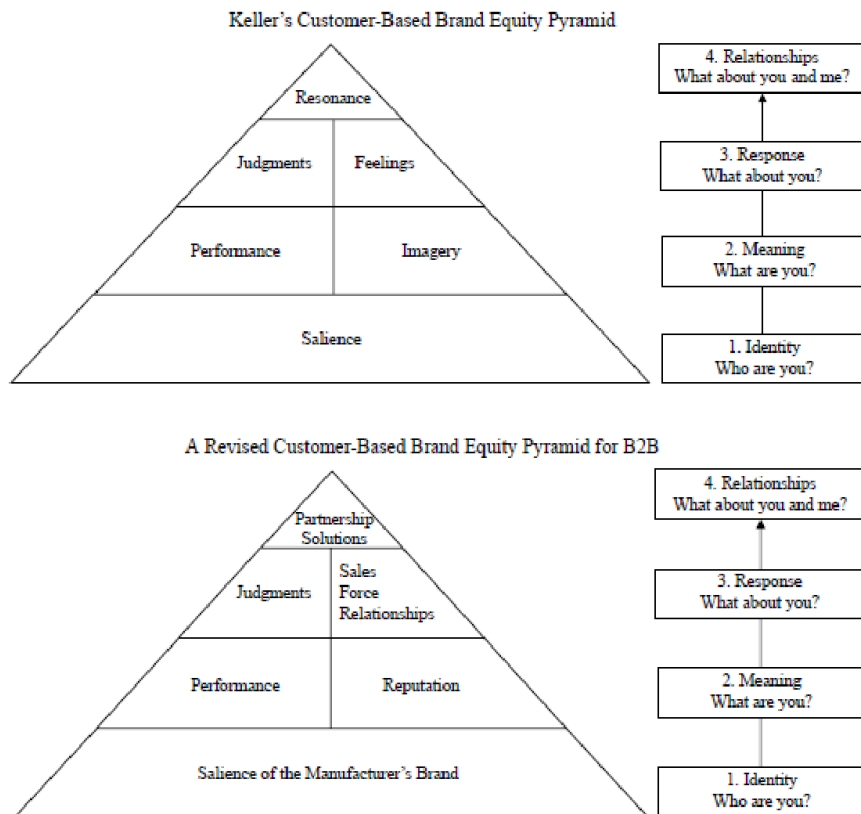 Keller's Customer-Based Brand Equity Pyramid
Resonance
Judgments
Feelings
Performance
Imagery
Salience
4. Relationships
What about you and me?
3. Response
What about you?
2. Meaning
What are you?
1. Identity
Who are you?
A Revised Customer-Based Brand Equity Pyramid for B2B
Partnership
Solutions
Judgments
Sales
Force
Relationships
Performance
Reputation
Salience of the Manufacturer's Brand
4. Relationships
What about you and me?
3. Response
What about you?
2. Meaning
What are you?
1. Identity
Who are you?